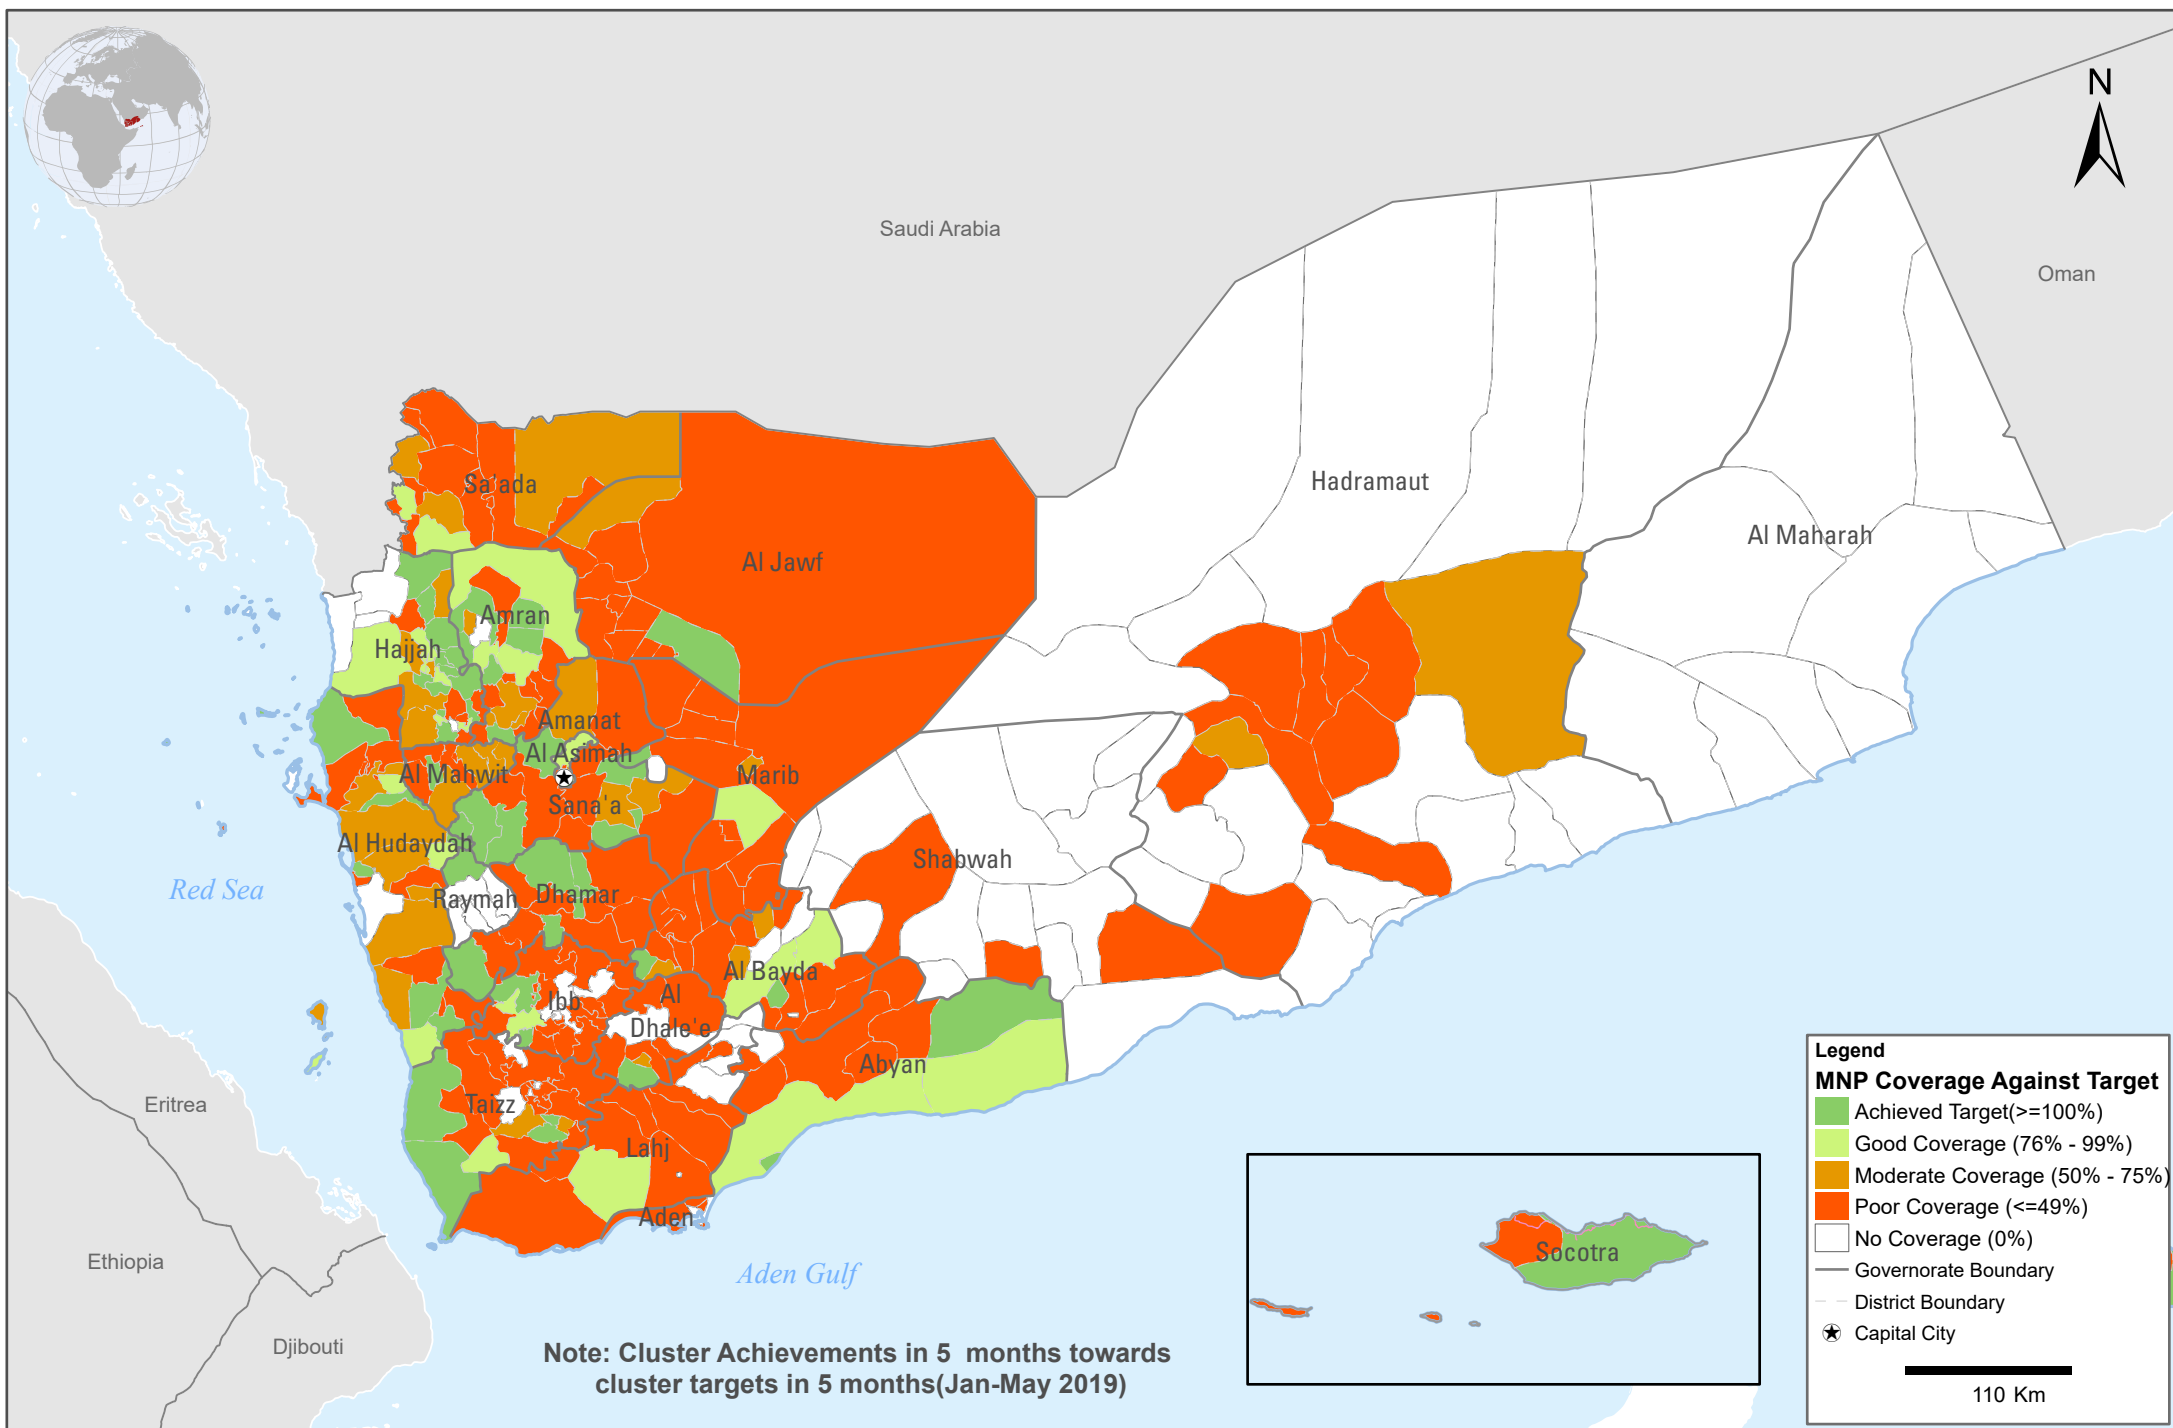 N
Saudi Arabia
Oman
Hadramaut
Sa'ada
Al Maharah
Al Jawf
Amran
Hajjah
Amanat
Al Asimah
Al Mahwit
Marib
Sana'a
Al Hudaydah
Shabwah
Red Sea
Raymah
Dhamar
Al Bayda
Ibb
Al
Dhale'e
Abyan
Eritrea
Taizz
Lahj
Aden
Ethiopia
Aden Gulf
Socotra
Djibouti
Note: Cluster Achievements in 5 months towards
cluster targets in 5 months(Jan-May 2019)
Legend
MNP Coverage Against Target
Achieved Target(>=100%)
Good Coverage (76% - 99%)
Moderate Coverage (50% - 75%)
Poor Coverage (<=49%)
No Coverage (0%)
Governorate Boundary
District Boundary
Capital City
110 Km